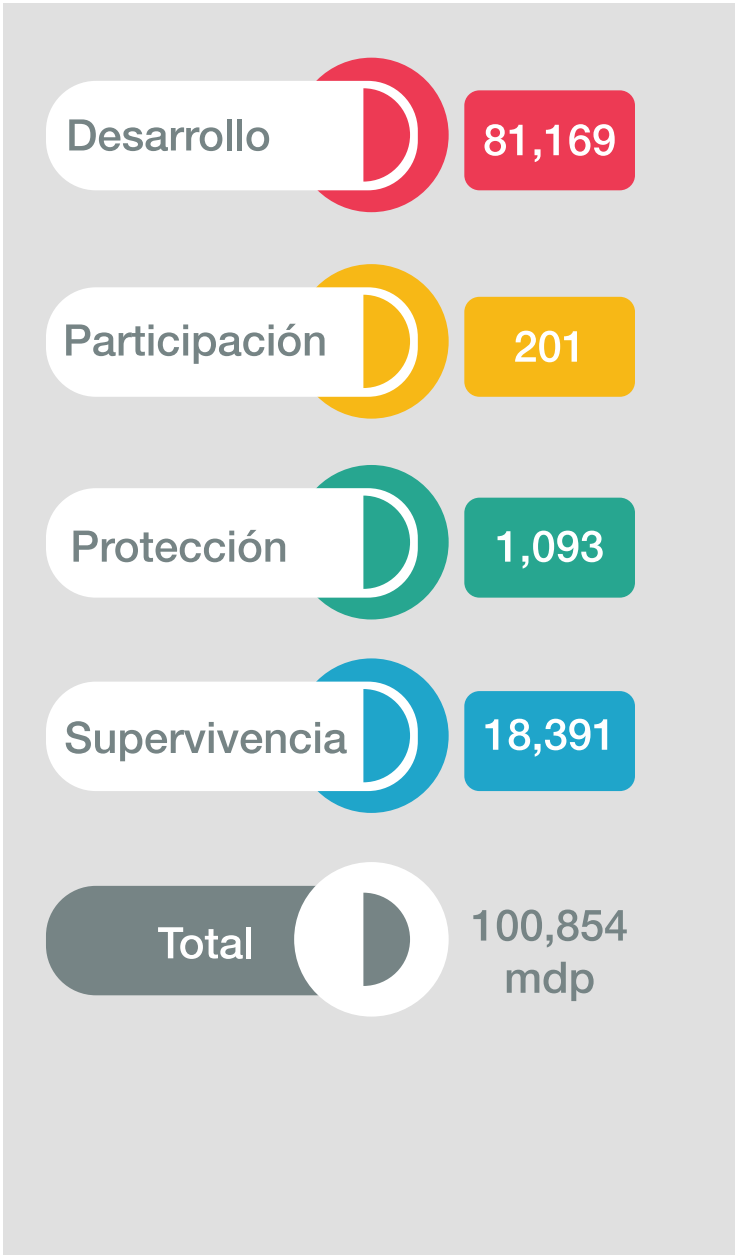 Desarrollo
81,169
Participación
201
Protección
1,093
Supervivencia
18,391
Total
100,854
mdp